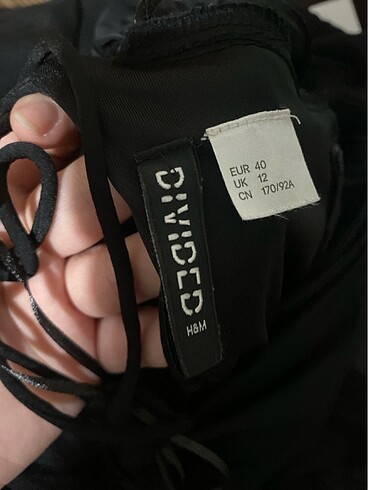 DIVIDED
H&M
EUR 40
UK 12
CN 170/92A